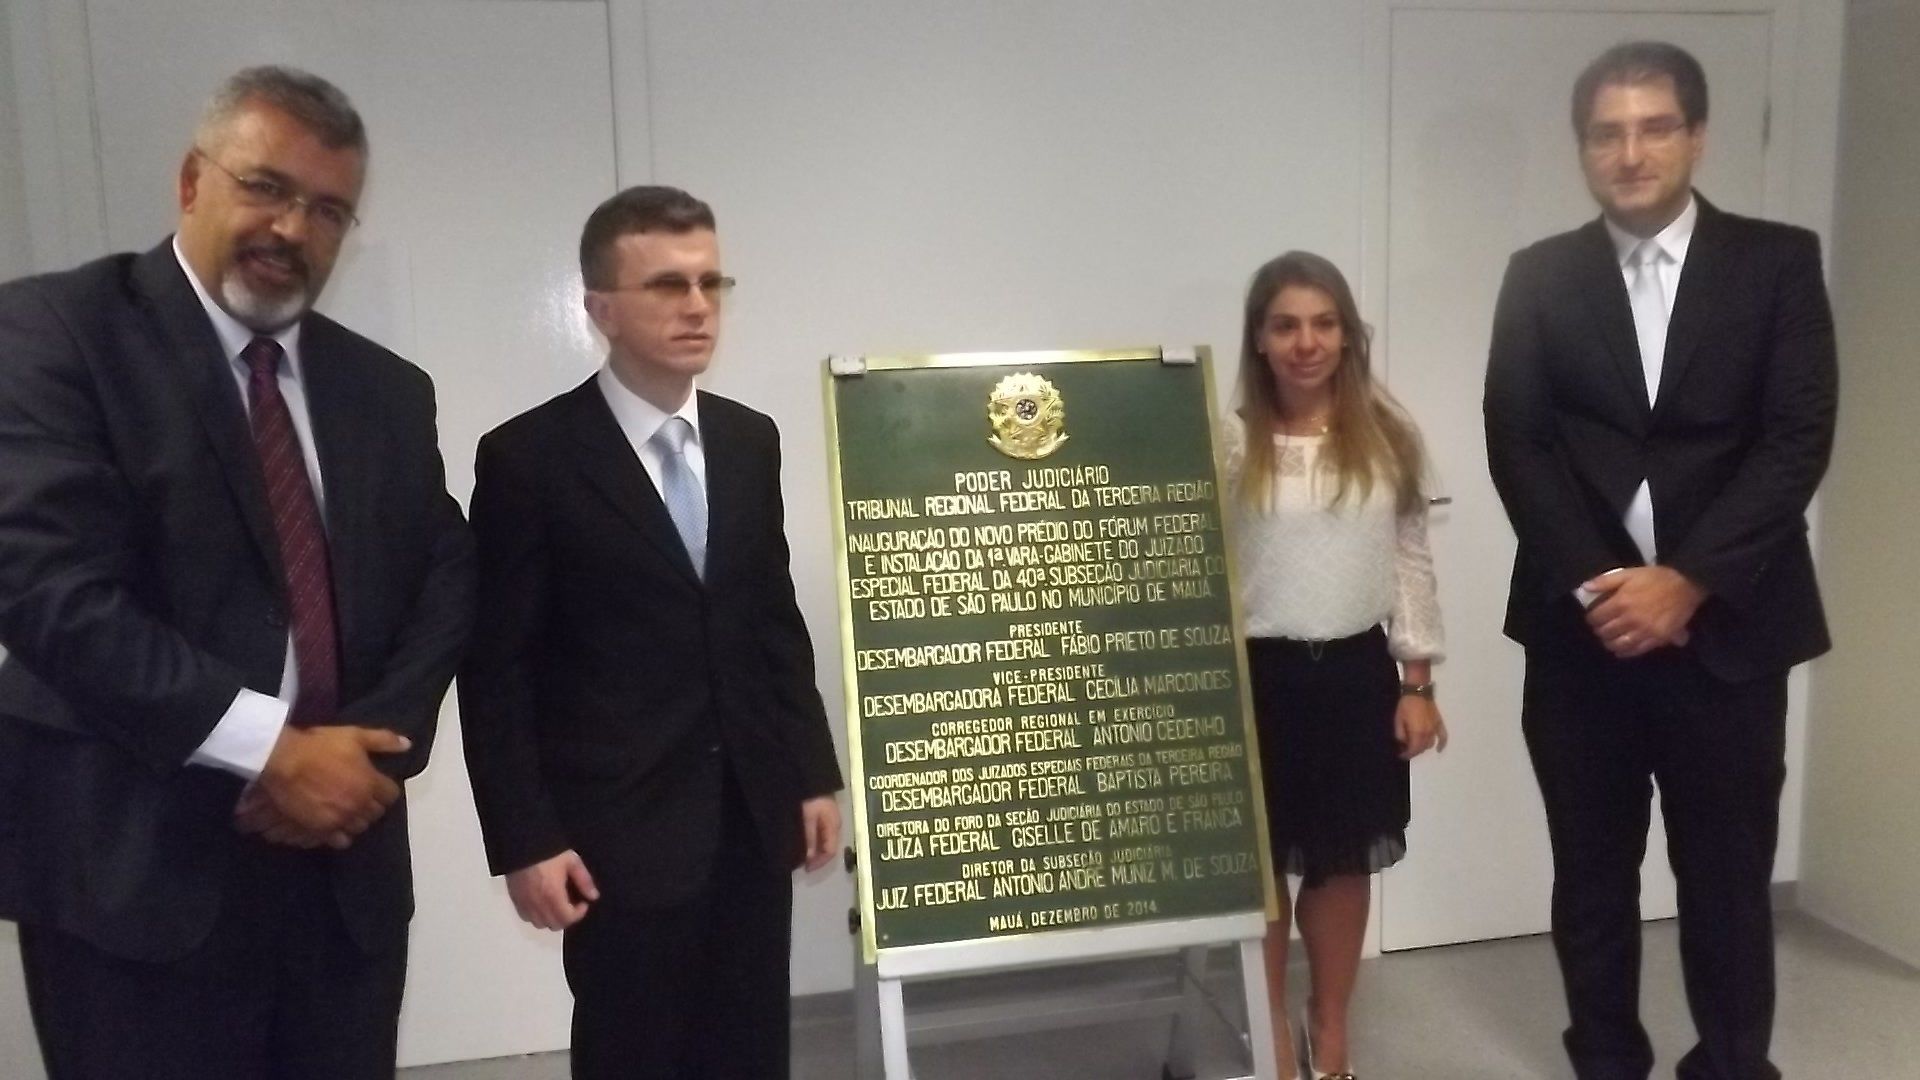 PODER JUDICIÁRIO
TRIBUNAL REGIONAL FEDERAL DA TERCEIRA REGIÃO
INAUGURAÇÃO DO NOVO PRÉDIO DO FÓRUM FEDERAL
E INSTALAÇÃO DA 1ª VARA-GABINETE DO JUIZADO
ESPECIAL FEDERAL DA 40ª SUBSEÇÃO JUDICIÁRIA DO
ESTADO DE SÃO PAULO NO MUNICÍPIO DE MAUÁ.
PRESIDENTE
DESEMBARGADOR FEDERAL FÁBIO PRIETO DE SOUZA
VICE-PRESIDENTE
DESEMBARGADORA FEDERAL CECÍLIA MARCONDES
CORREGEDOR REGIONAL EM EXERCÍCIO
DESEMBARGADOR FEDERAL ANTONIO CEDENHO
COORDENADOR DOS JUIZADOS ESPECIAIS FEDERAIS DA TERCEIRA REGIÃO
DESEMBARGADOR FEDERAL BAPTISTA PEREIRA
DIRETORA DO FORO DA SEÇÃO JUDICIÁRIA DO ESTADO DE SÃO PAULO
JUÍZA FEDERAL GISELLE DE AMARO E FRANÇA
DIRETOR DA SUBSEÇÃO JUDICIÁRIA
JUIZ FEDERAL ANTONIO ANDRÉ MUNIZ M. DE SOUZA
MAUÁ, DEZEMBRO DE 2014.